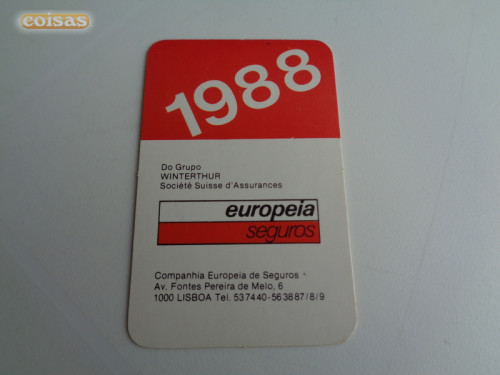 coisas
1988
Do Grupo
WINTERTHUR
Société Suisse d'Assurances
europeia
seguros
Companhia Europeia de Seguros
Av. Fontes Pereira de Melo, 6
1000 LISBOA Tel. 537440-563887/8/9